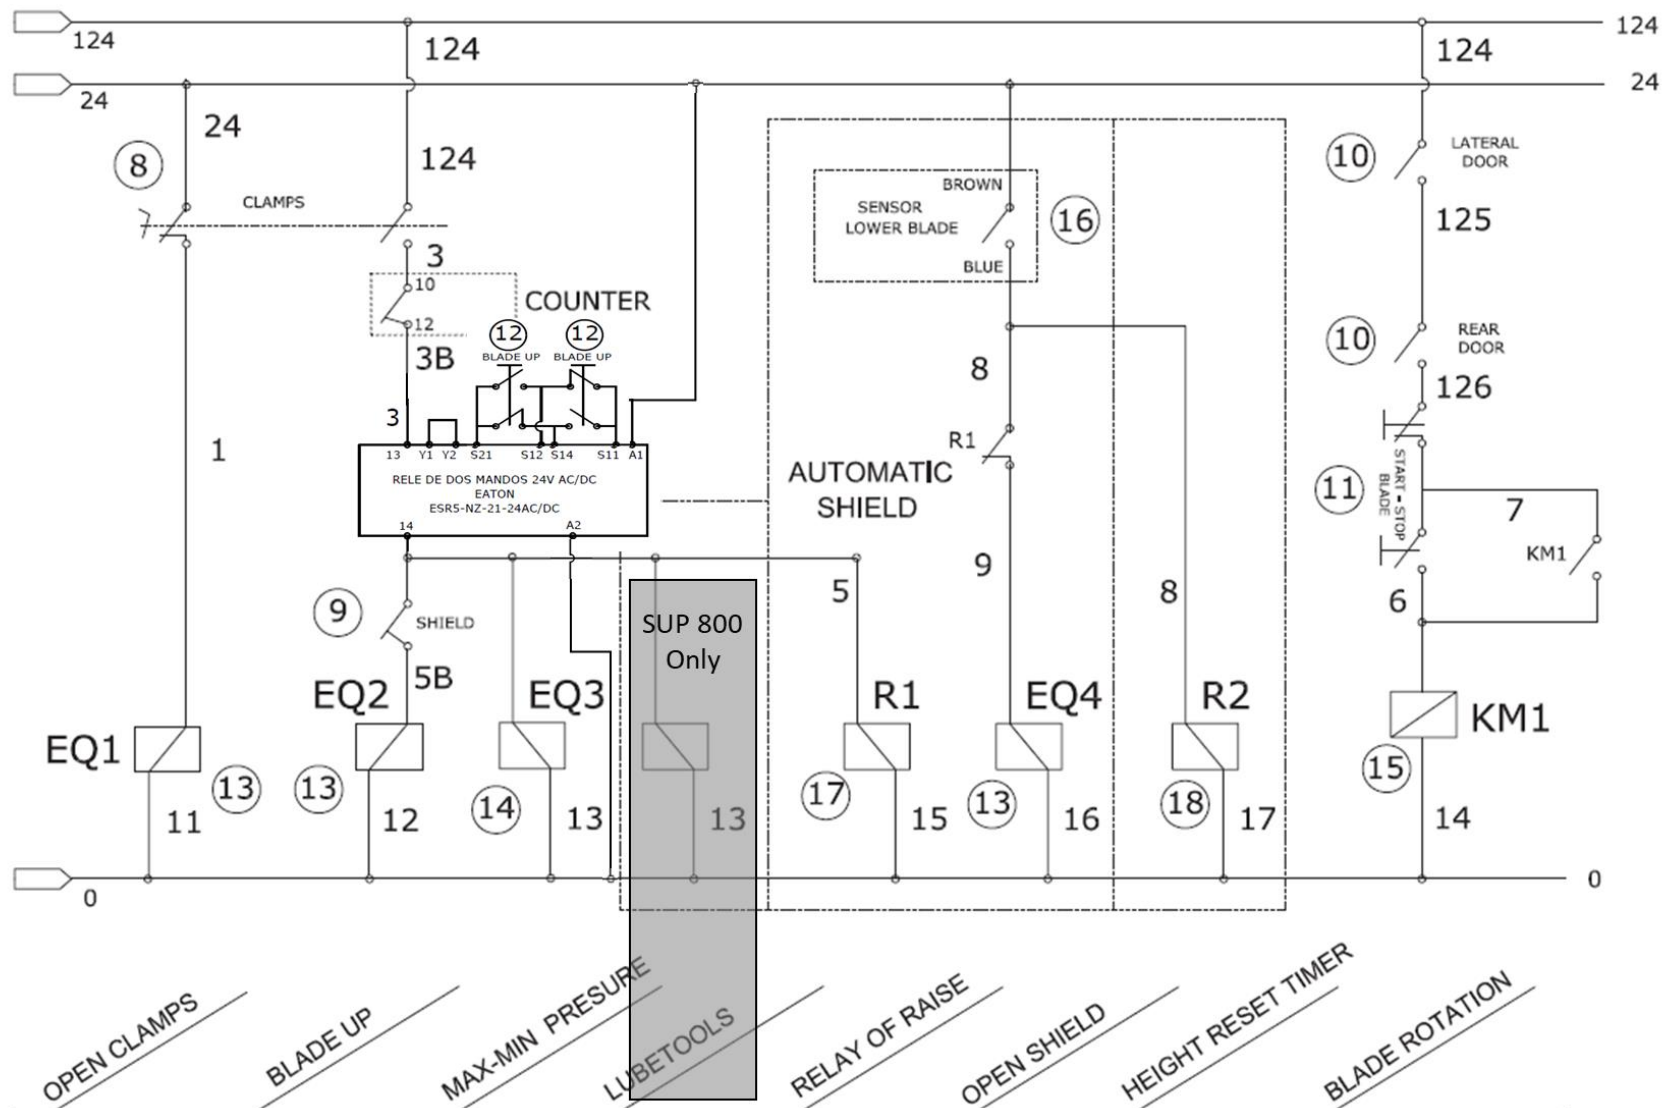 124
124
124
124
24
24
24
8
124
10
LATERAL
DOOR
CLAMPS
BROWN
SENSOR
LOWER BLADE
16
125
3
BLUE
10
COUNTER
12
12
12
10
REAR
DOOR
3B
BLADE UP
BLADE UP
8
126
3
1
R1
13
Y1
Y2
S21
S12
S14
S11
A1
RELE DE DOS MANDOS 24V AC/DC
EATON
ESR5-NZ-21-24AC/DC
14
A2
AUTOMATIC
SHIELD
11
START-STOP
BLADE
7
KM1
9
5
8
6
9
SHIELD
SUP 800
Only
5B
EQ1
EQ2
EQ3
R1
EQ4
R2
KM1
13
13
14
17
13
18
15
11
12
13
13
15
16
17
14
0
0
OPEN CLAMPS
BLADE UP
MAX-MIN PRESURE
LUBETOOLS
RELAY OF RAISE
OPEN SHIELD
HEIGHT RESET TIMER
BLADE ROTATION